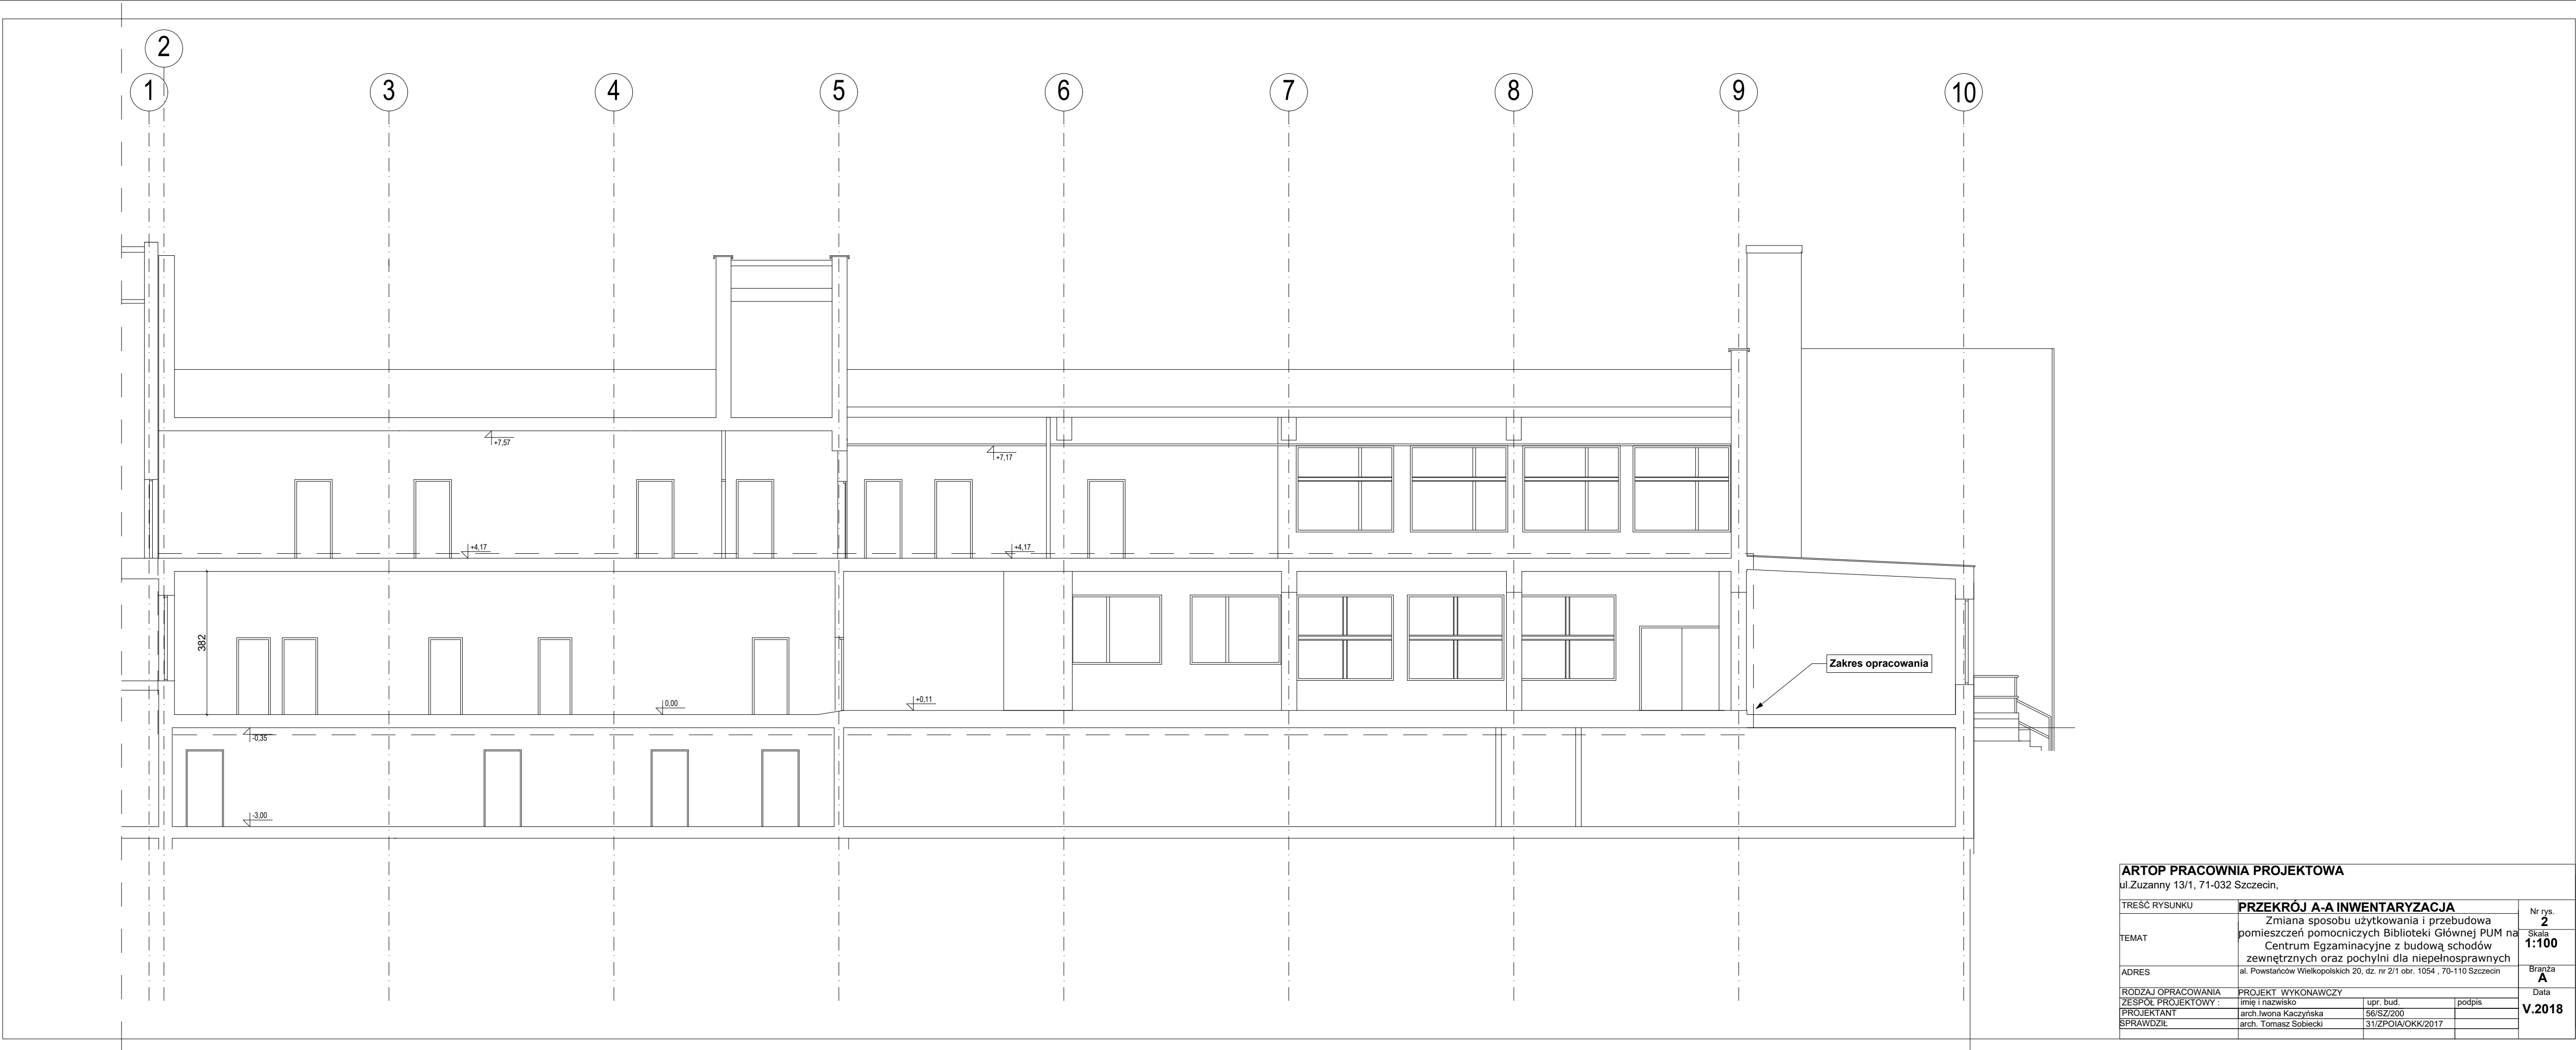 2
1 3 4 5 6 7 8 9 10
+7,57
+7,17
+4,17 +4,17
382
Zakres opracowania
0,00
+0,11
-0,35
-3,00
ARTOP PRACOWNIA PROJEKTOWA
ul.Zuzanny 13/1, 71-032 Szczecin,
TREŚĆ RYSUNKU
PRZEKRÓJ A-A INWENTARYZACJA
Nr rys.
2
TEMAT
Zmiana sposobu użytkowania i przebudowa
pomieszczeń pomocniczych Biblioteki Głównej PUM na
Centrum Egzaminacyjne z budową schodów
zewnętrznych oraz pochylni dla niepełnosprawnych
Skala
1:100
ADRES
al. Powstańców Wielkopolskich 20, dz. nr 2/1 obr. 1054 , 70-110 Szczecin
Branża
A
RODZAJ OPRACOWANIA PROJEKT WYKONAWCZY
Data
V.2018
ZESPÓŁ PROJEKTOWY : imię i nazwisko upr. bud. podpis
PROJEKTANT arch.Iwona Kaczyńska 56/SZ/200
SPRAWDZIŁ arch. Tomasz Sobiecki 31/ZPOIA/OKK/2017